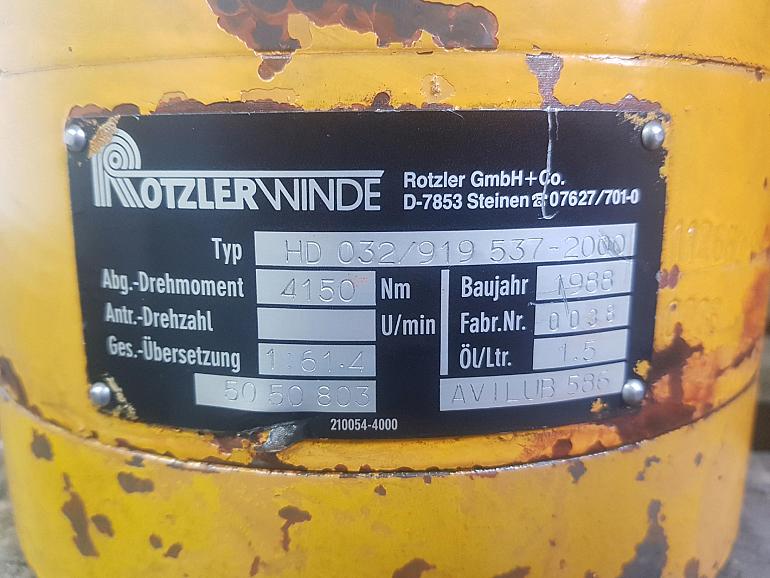 ROTZLER WINDE
Rotzler GmbH+Co.
D-7853 Steinen ☎ 07627/701-0
Typ HD 032/919 537-2000
Abg.-Drehmoment 4150 Nm Baujahr 1988
Antr.-Drehzahl U/min Fabr.Nr. 0038
Ges.-Übersetzung 1:61.4 Öl/Ltr. 1.5
50 50 803 AVILUB 586
210054-4000